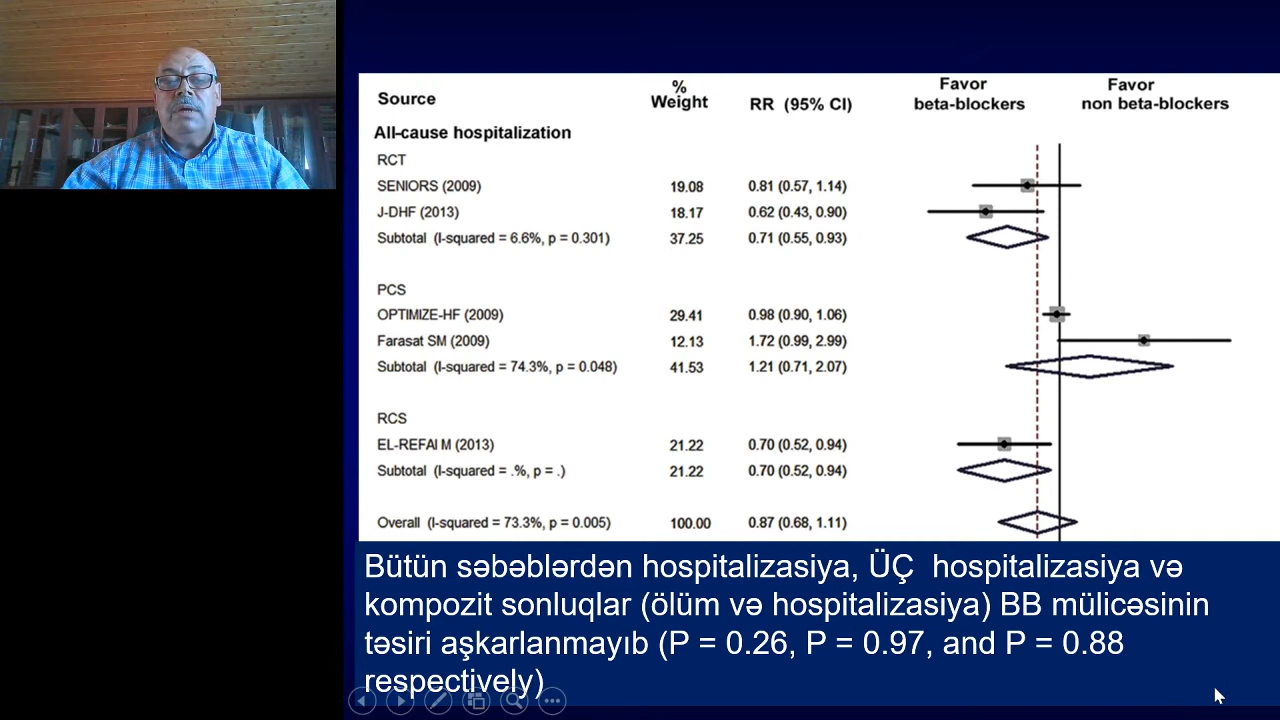 Source % Weight RR (95% CI) Favor beta-blockers Favor non beta-blockers
All-cause hospitalization
RCT
SENIORS (2009) 19.08 0.81 (0.57, 1.14)
J-DHF (2013) 18.17 0.62 (0.43, 0.90)
Subtotal (I-squared = 6.6%, p = 0.301) 37.25 0.71 (0.55, 0.93)
PCS
OPTIMIZE-HF (2009) 29.41 0.98 (0.90, 1.06)
Farasat SM (2009) 12.13 1.72 (0.99, 2.99)
Subtotal (I-squared = 74.3%, p = 0.048) 41.53 1.21 (0.71, 2.07)
RCS
EL-REFAI M (2013) 21.22 0.70 (0.52, 0.94)
Subtotal (I-squared = .%, p = .) 21.22 0.70 (0.52, 0.94)
Overall (I-squared = 73.3%, p = 0.005) 100.00 0.87 (0.68, 1.11)
Bütün səbəblərdən hospitalizasiya, ÜÇ hospitalizasiya və
kompozit sonluqlar (ölüm və hospitalizasiya) BB mülicəsinin
təsiri aşkarlanmayıb (P = 0.26, P = 0.97, and P = 0.88
respectively)